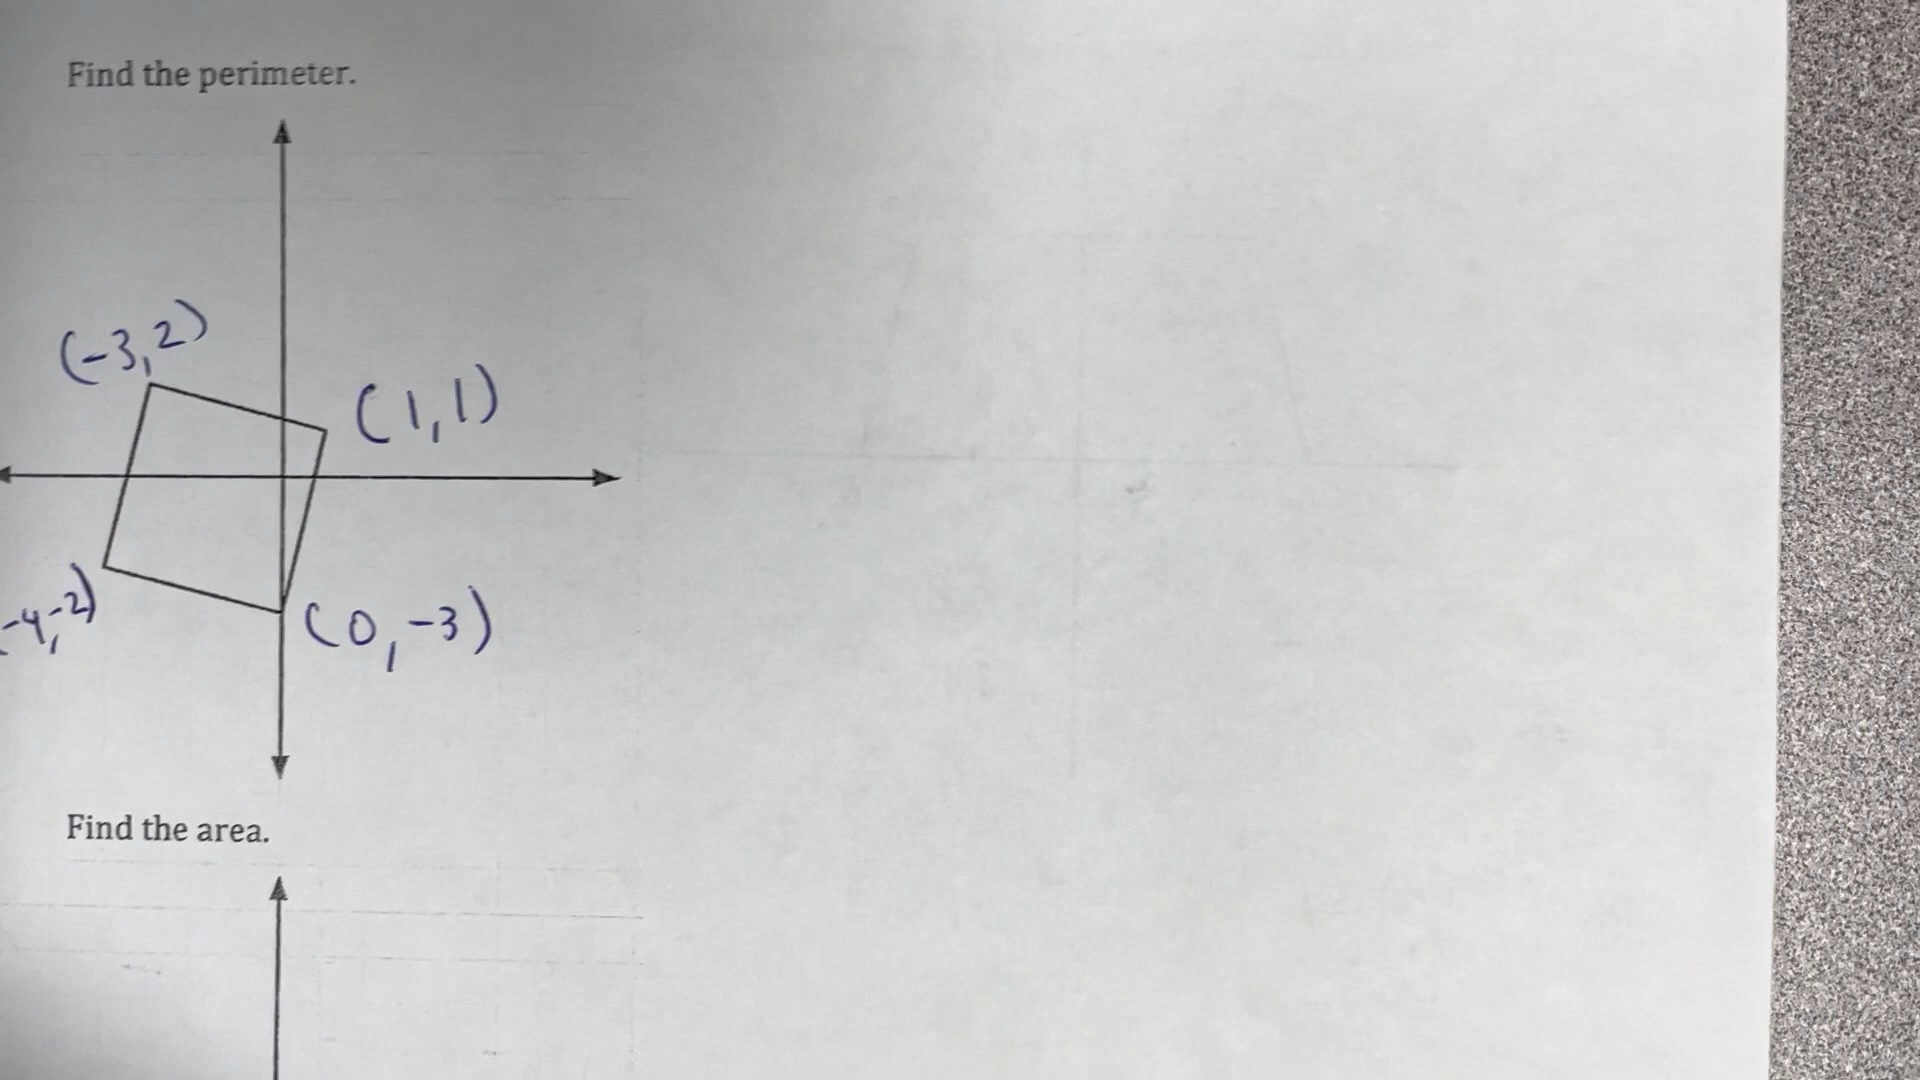 Find the perimeter.
(-3,2)
(1,1)
-4,-2)
(0,-3)
Find the area.